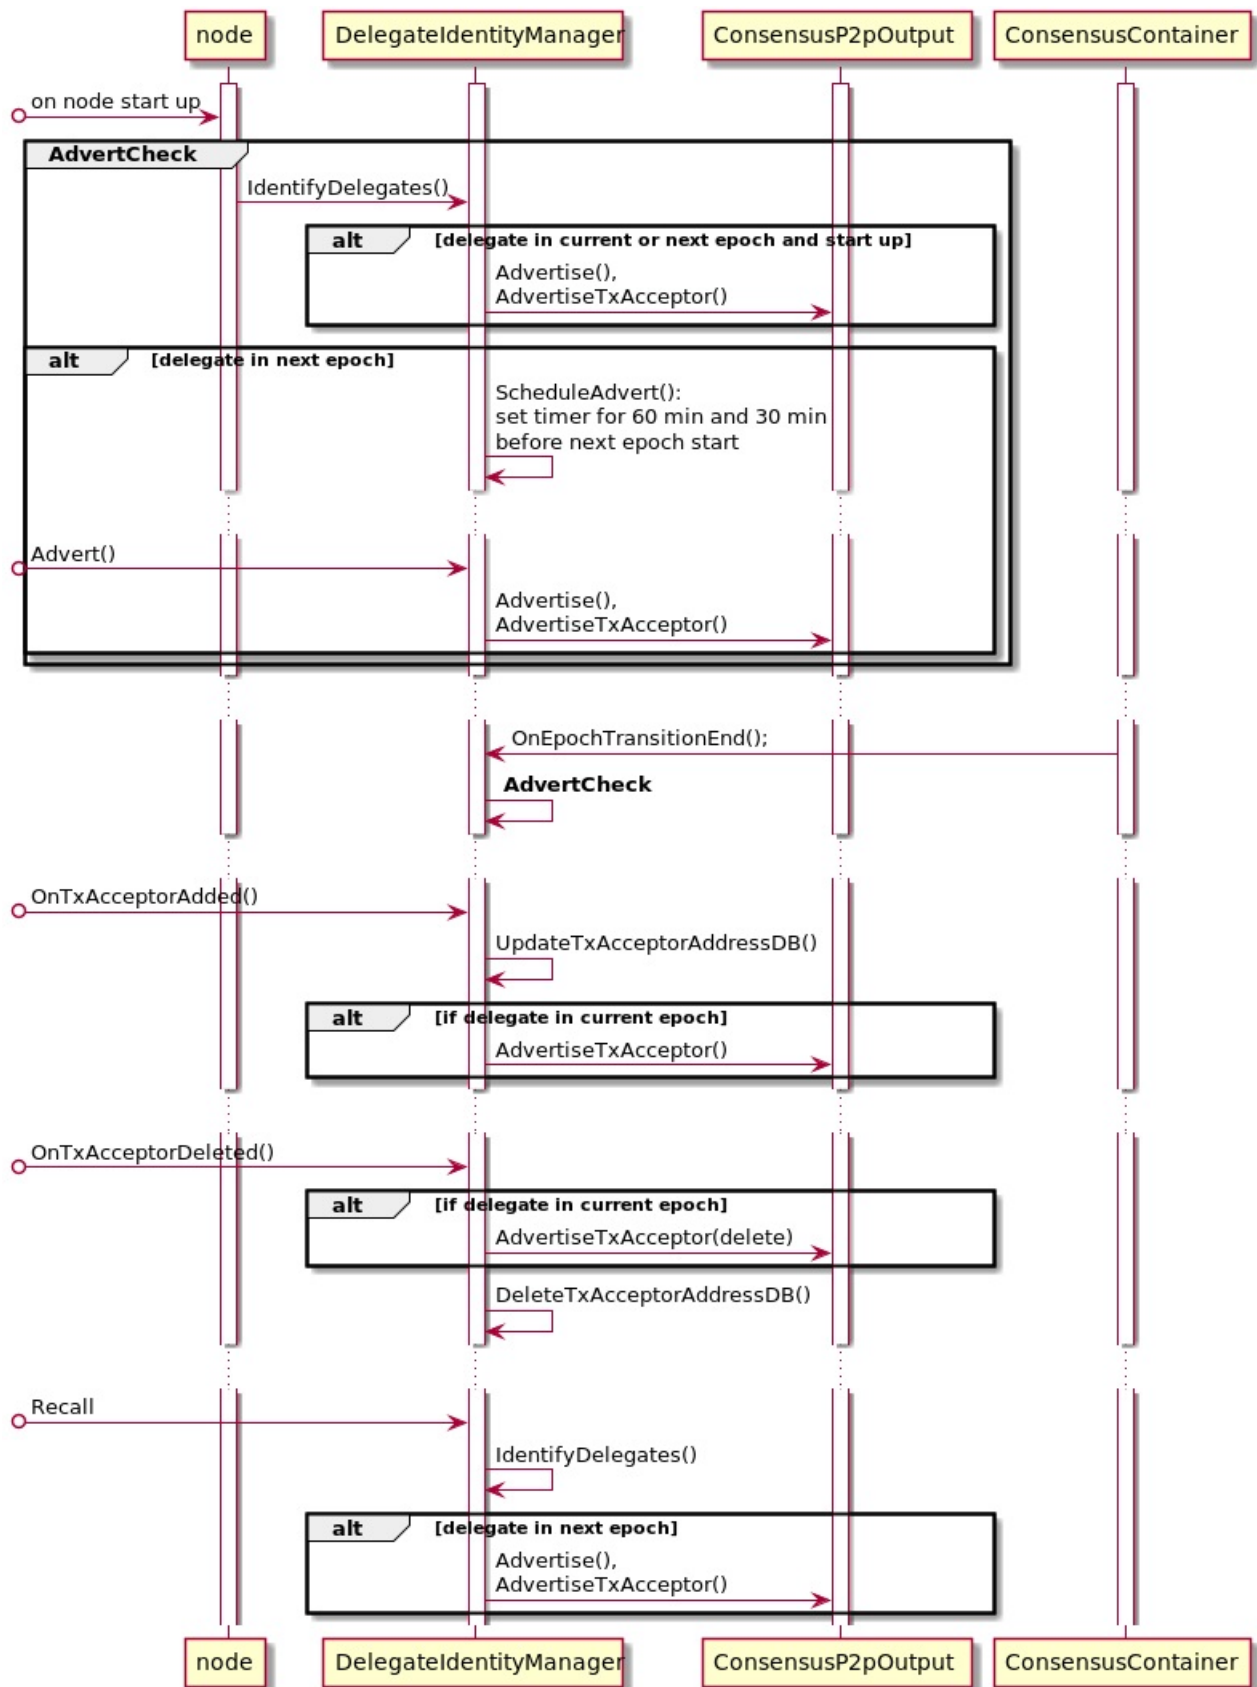 node
DelegateIdentityManager
ConsensusP2pOutput
ConsensusContainer
on node start up
AdvertCheck
IdentifyDelegates()
alt
[delegate in current or next epoch and start up]
Advertise(),
AdvertiseTxAcceptor()
alt
[delegate in next epoch]
ScheduleAdvert():
set timer for 60 min and 30 min
before next epoch start
Advert()
Advertise(),
AdvertiseTxAcceptor()
OnEpochTransitionEnd();
AdvertCheck
OnTxAcceptorAdded()
UpdateTxAcceptorAddressDB()
alt
[if delegate in current epoch]
AdvertiseTxAcceptor()
OnTxAcceptorDeleted()
alt
[if delegate in current epoch]
AdvertiseTxAcceptor(delete)
DeleteTxAcceptorAddressDB()
Recall
IdentifyDelegates()
alt
[delegate in next epoch]
Advertise(),
AdvertiseTxAcceptor()
node
DelegateIdentityManager
ConsensusP2pOutput
ConsensusContainer